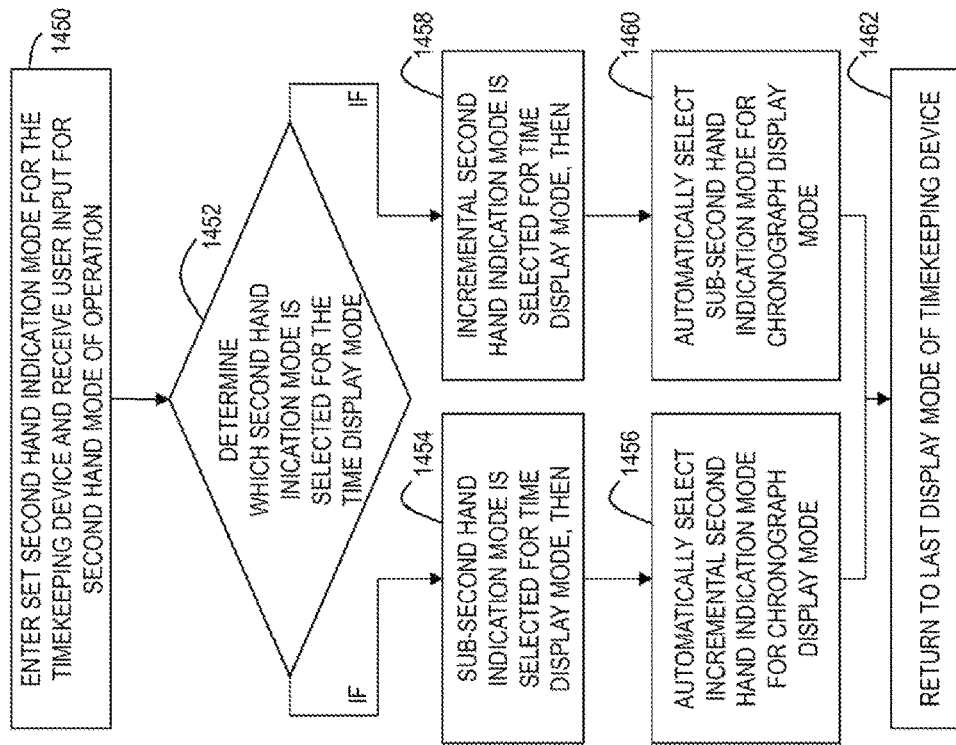 1450
ENTER SET SECOND HAND INDICATION MODE FOR THE
TIMEKEEPING DEVICE AND RECEIVE USER INPUT FOR
SECOND HAND MODE OF OPERATION
1452
DETERMINE
WHICH SECOND HAND
INICATION MODE IS
SELECTED FOR THE
TIME DISPLAY MODE
IF
IF
1454
SUB-SECOND HAND
INDICATION MODE IS
SELECTED FOR TIME
DISPLAY MODE, THEN
1458
INCREMENTAL SECOND
HAND INDICATION MODE IS
SELECTED FOR TIME
DISPLAY MODE, THEN
1456
AUTOMATICALLY SELECT
INCREMENTAL SECOND
HAND INDICATION MODE
FOR CHRONOGRAPH
DISPLAY MODE
1460
AUTOMATICALLY SELECT
SUB-SECOND HAND
INDICATION MODE FOR
CHRONOGRAPH DISPLAY
MODE
1462
RETURN TO LAST DISPLAY MODE OF TIMEKEEPING DEVICE